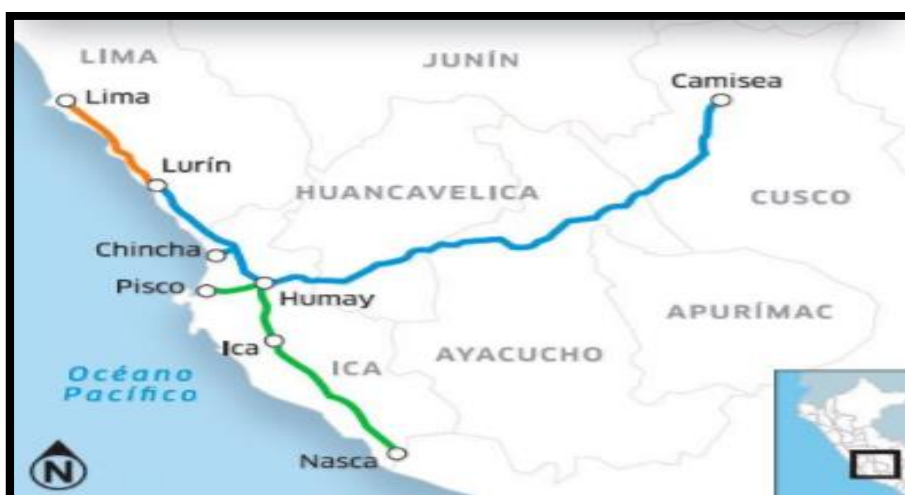 LIMA
JUNÍN
Camisea
Lima
Lurín
HUANCAVELICA
CUSCO
Chincha
Pisco
Humay
APURÍMAC
Ica
ICA
AYACUCHO
Océano
Pacífico
Nasca
N